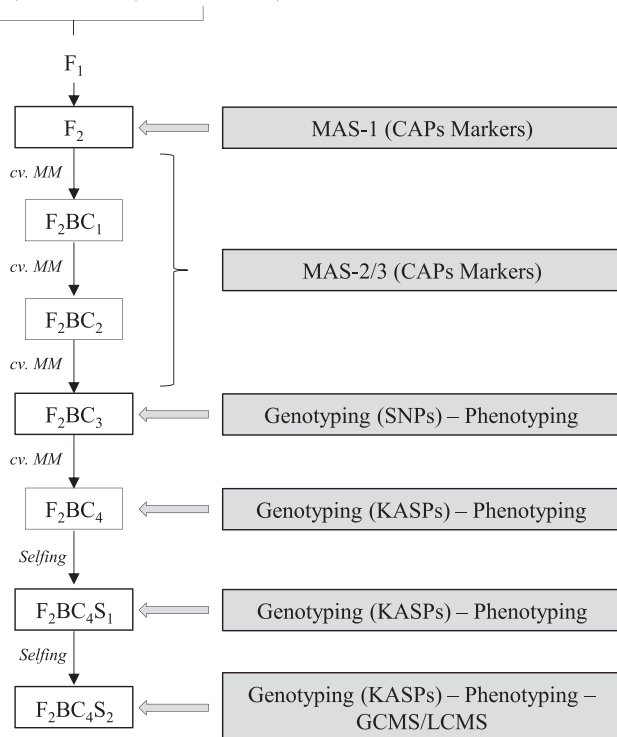 F₁
F₂
MAS-1 (CAPs Markers)
cv. MM
F₂BC₁
cv. MM
MAS-2/3 (CAPs Markers)
F₂BC₂
cv. MM
F₂BC₃
Genotyping (SNPs) – Phenotyping
cv. MM
F₂BC₄
Genotyping (KASPs) – Phenotyping
Selfing
F₂BC₄S₁
Genotyping (KASPs) – Phenotyping
Selfing
F₂BC₄S₂
Genotyping (KASPs) – Phenotyping –
GCMS/LCMS